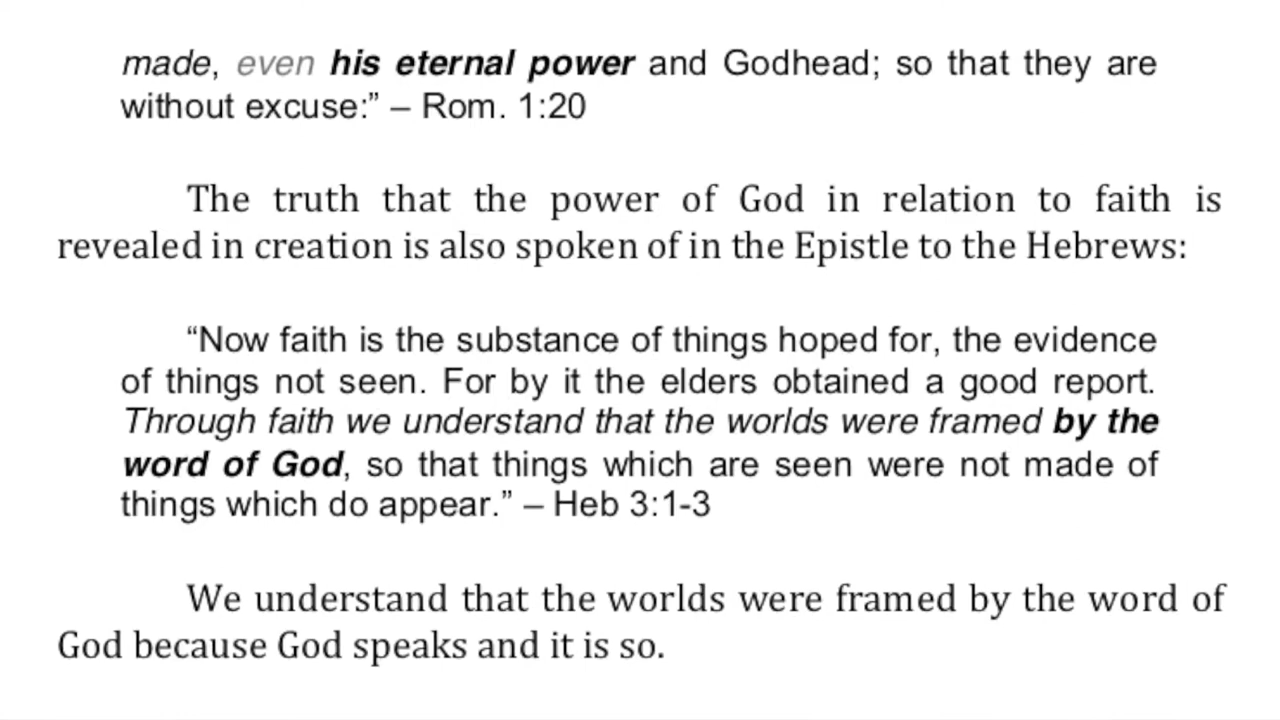 made, even his eternal power and Godhead; so that they are
without excuse:” – Rom. 1:20
The truth that the power of God in relation to faith is
revealed in creation is also spoken of in the Epistle to the Hebrews:
“Now faith is the substance of things hoped for, the evidence
of things not seen. For by it the elders obtained a good report.
Through faith we understand that the worlds were framed by the
word of God, so that things which are seen were not made of
things which do appear.” – Heb 3:1-3
We understand that the worlds were framed by the word of
God because God speaks and it is so.